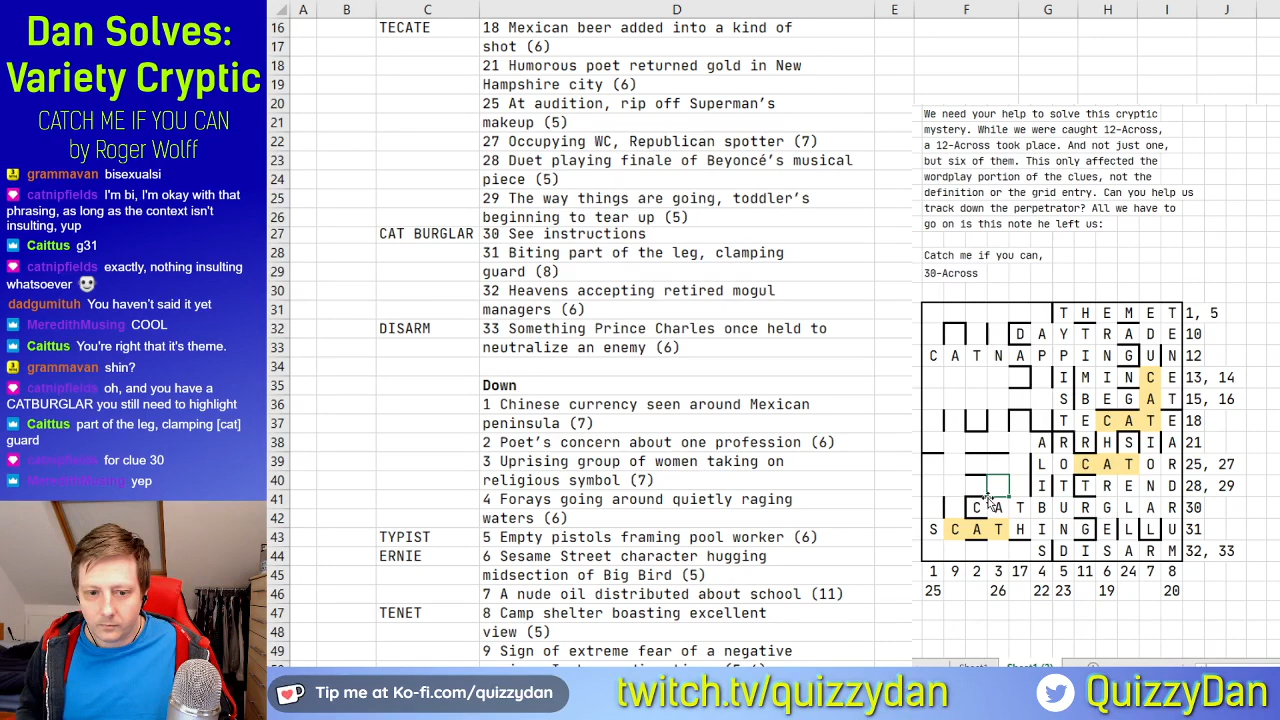 Dan Solves:
Variety Cryptic
CATCH ME IF YOU CAN
by Roger Wolff
grammavan bisexualsi
catnipfields I'm bi, I'm okay with that
phrasing, as long as the context isn't
insulting, yup
Caittus g31
catnipfields exactly, nothing insulting
whatsoever
dadgumituh You haven't said it yet
MeredithMusing COOL
Caittus You're right that it's theme.
grammavan shin?
catnipfields oh, and you have a
CATBURGLAR you still need to highlight
Caittus part of the leg, clamping [cat]
guard
catnipfields for clue 30
MeredithMusing yep
A B C D E F G H I J
16 TECATE 18 Mexican beer added into a kind of
17 shot (6)
18 21 Humorous poet returned gold in New
19 Hampshire city (6)
20 25 At audition, rip off Superman's
21 makeup (5)
22 27 Occupying WC, Republican spotter (7)
23 28 Duet playing finale of Beyoncé's musical
24 piece (5)
25 29 The way things are going, toddler's
26 beginning to tear up (5)
27 CAT BURGLAR 30 See instructions
28 31 Biting part of the leg, clamping
29 guard (8)
30 32 Heavens accepting retired mogul
31 managers (6)
32 DISARM 33 Something Prince Charles once held to
33 neutralize an enemy (6)
34
35 Down
36 1 Chinese currency seen around Mexican
37 peninsula (7)
38 2 Poet's concern about one profession (6)
39 3 Uprising group of women taking on
40 religious symbol (7)
41 4 Forays going around quietly raging
42 waters (6)
43 TYPIST 5 Empty pistols framing pool worker (6)
44 ERNIE 6 Sesame Street character hugging
45 midsection of Big Bird (5)
46 7 A nude oil distributed about school (11)
47 TENET 8 Camp shelter boasting excellent
48 view (5)
49 9 Sign of extreme fear of a negative
We need your help to solve this cryptic
mystery. While we were caught 12-Across,
a 12-Across took place. And not just one,
but six of them. This only affected the
wordplay portion of the clues, not the
definition or the grid entry. Can you help us
track down the perpetrator? All we have to
go on is this note he left us:
Catch me if you can,
30-Across
T H E M E T 1, 5
D A Y T R A D E 10
C A T N A P P I N G U N 12
I M I N C E 13, 14
S B E G A T 15, 16
T E C A T E 18
A R R H S I A 21
L O C A T O R 25, 27
I T T R E N D 28, 29
C A T B U R G L A R 30
S C A T H I N G E L L U 31
S D I S A R M 32, 33
1 9 2 3 17 4 5 11 6 24 7 8
25 26 22 23 19 20
Tip me at Ko-fi.com/quizzydan
twitch.tv/quizzydan
QuizzyDan